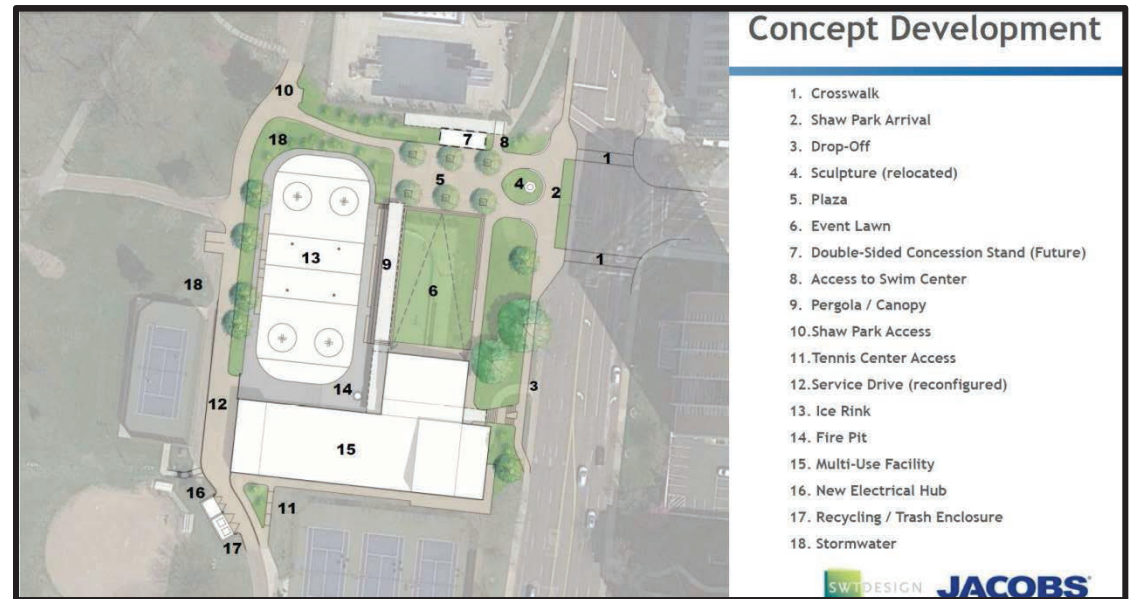 Concept Development
1. Crosswalk
2. Shaw Park Arrival
3. Drop-Off
4. Sculpture (relocated)
5. Plaza
6. Event Lawn
7. Double-Sided Concession Stand (Future)
8. Access to Swim Center
9. Pergola / Canopy
10.Shaw Park Access
11.Tennis Center Access
12.Service Drive (reconfigured)
13. Ice Rink
14. Fire Pit
15. Multi-Use Facility
16. New Electrical Hub
17. Recycling / Trash Enclosure
18. Stormwater
SWTDESIGN JACOBS
10
18
7
8
1
5
4
2
13
9
1
6
18
14
3
12
15
16
11
17